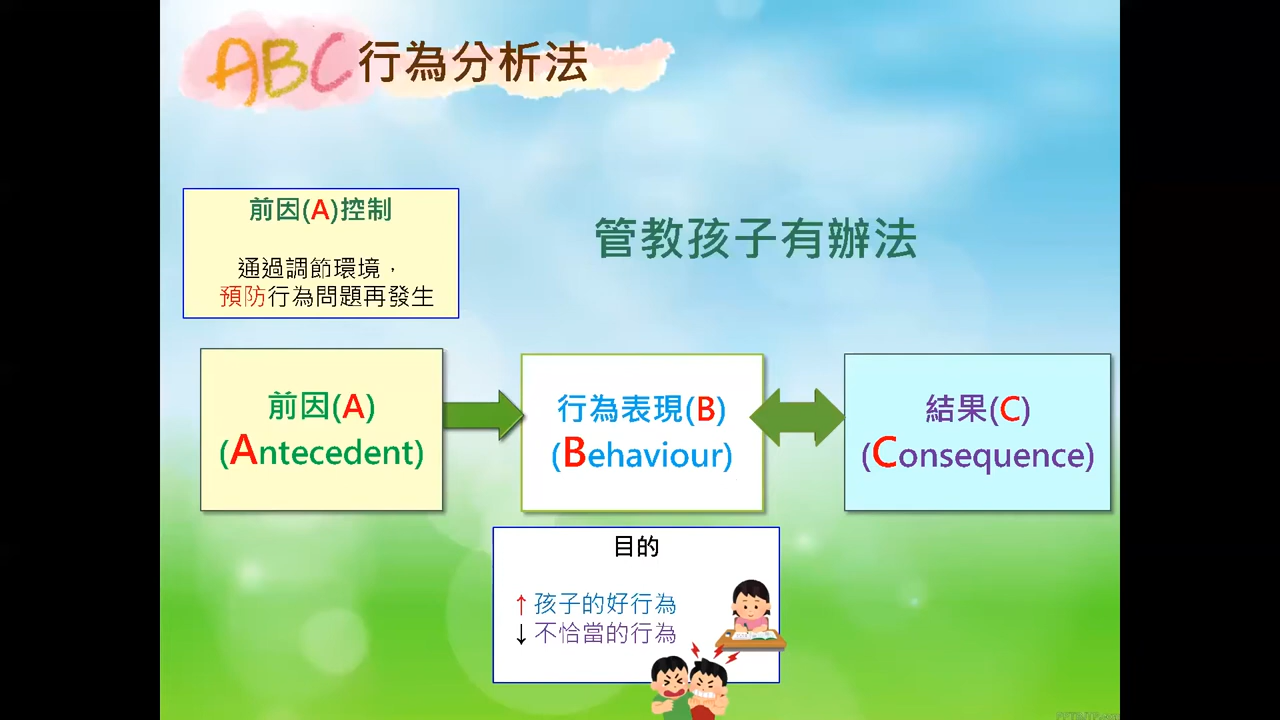 ABC行為分析法
前因(A)控制
通過調節環境，
預防行為問題再發生
管教孩子有辦法
前因(A)
(Antecedent)
行為表現(B)
(Behaviour)
結果(C)
(Consequence)
目的
↑孩子的好行為
↓不恰當的行為